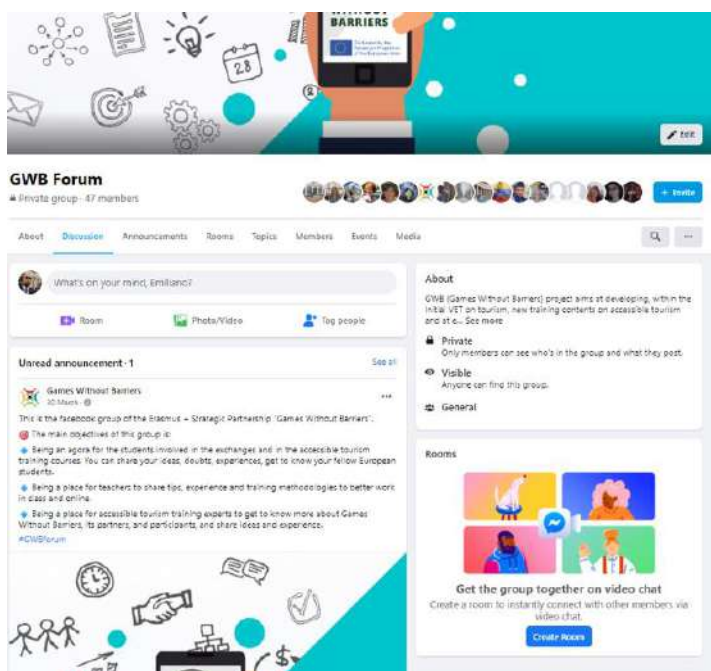 WITHOUT
BARRIERS
28
Edit
GWB Forum
Private group · 47 members
+ Invite
About Discussion Announcements Rooms Topics Members Events Media
What's on your mind, Emiliano?
Room Photo/Video Tag people
Unread announcement · 1 See all
Games Without Barriers
This is the facebook group of the Erasmus + Strategic Partnership "Games Without Barriers".
The main objectives of this group is:
Being an agora for the students involved in the exchanges and in the accessible tourism
training courses. You can share your ideas, doubts, experiences, get to know your fellow European
students.
Being a place for teachers to share tips, experience and training methodologies to better work
in class and online.
Being a place for accessible tourism training experts to get to know more about Games
Without Barriers, its partners, and participants, and share ideas and experience.
#GWBForum
About
GWB (Games Without Barriers) project aims at developing, within the
Initial VET on tourism, new training contents on accessible tourism
and at e... See more
Private
Only members can see who's in the group and what they post.
Visible
Anyone can find this group.
General
Rooms
Get the group together on video chat
Create a room to instantly connect with other members via
video chat.
Create Room